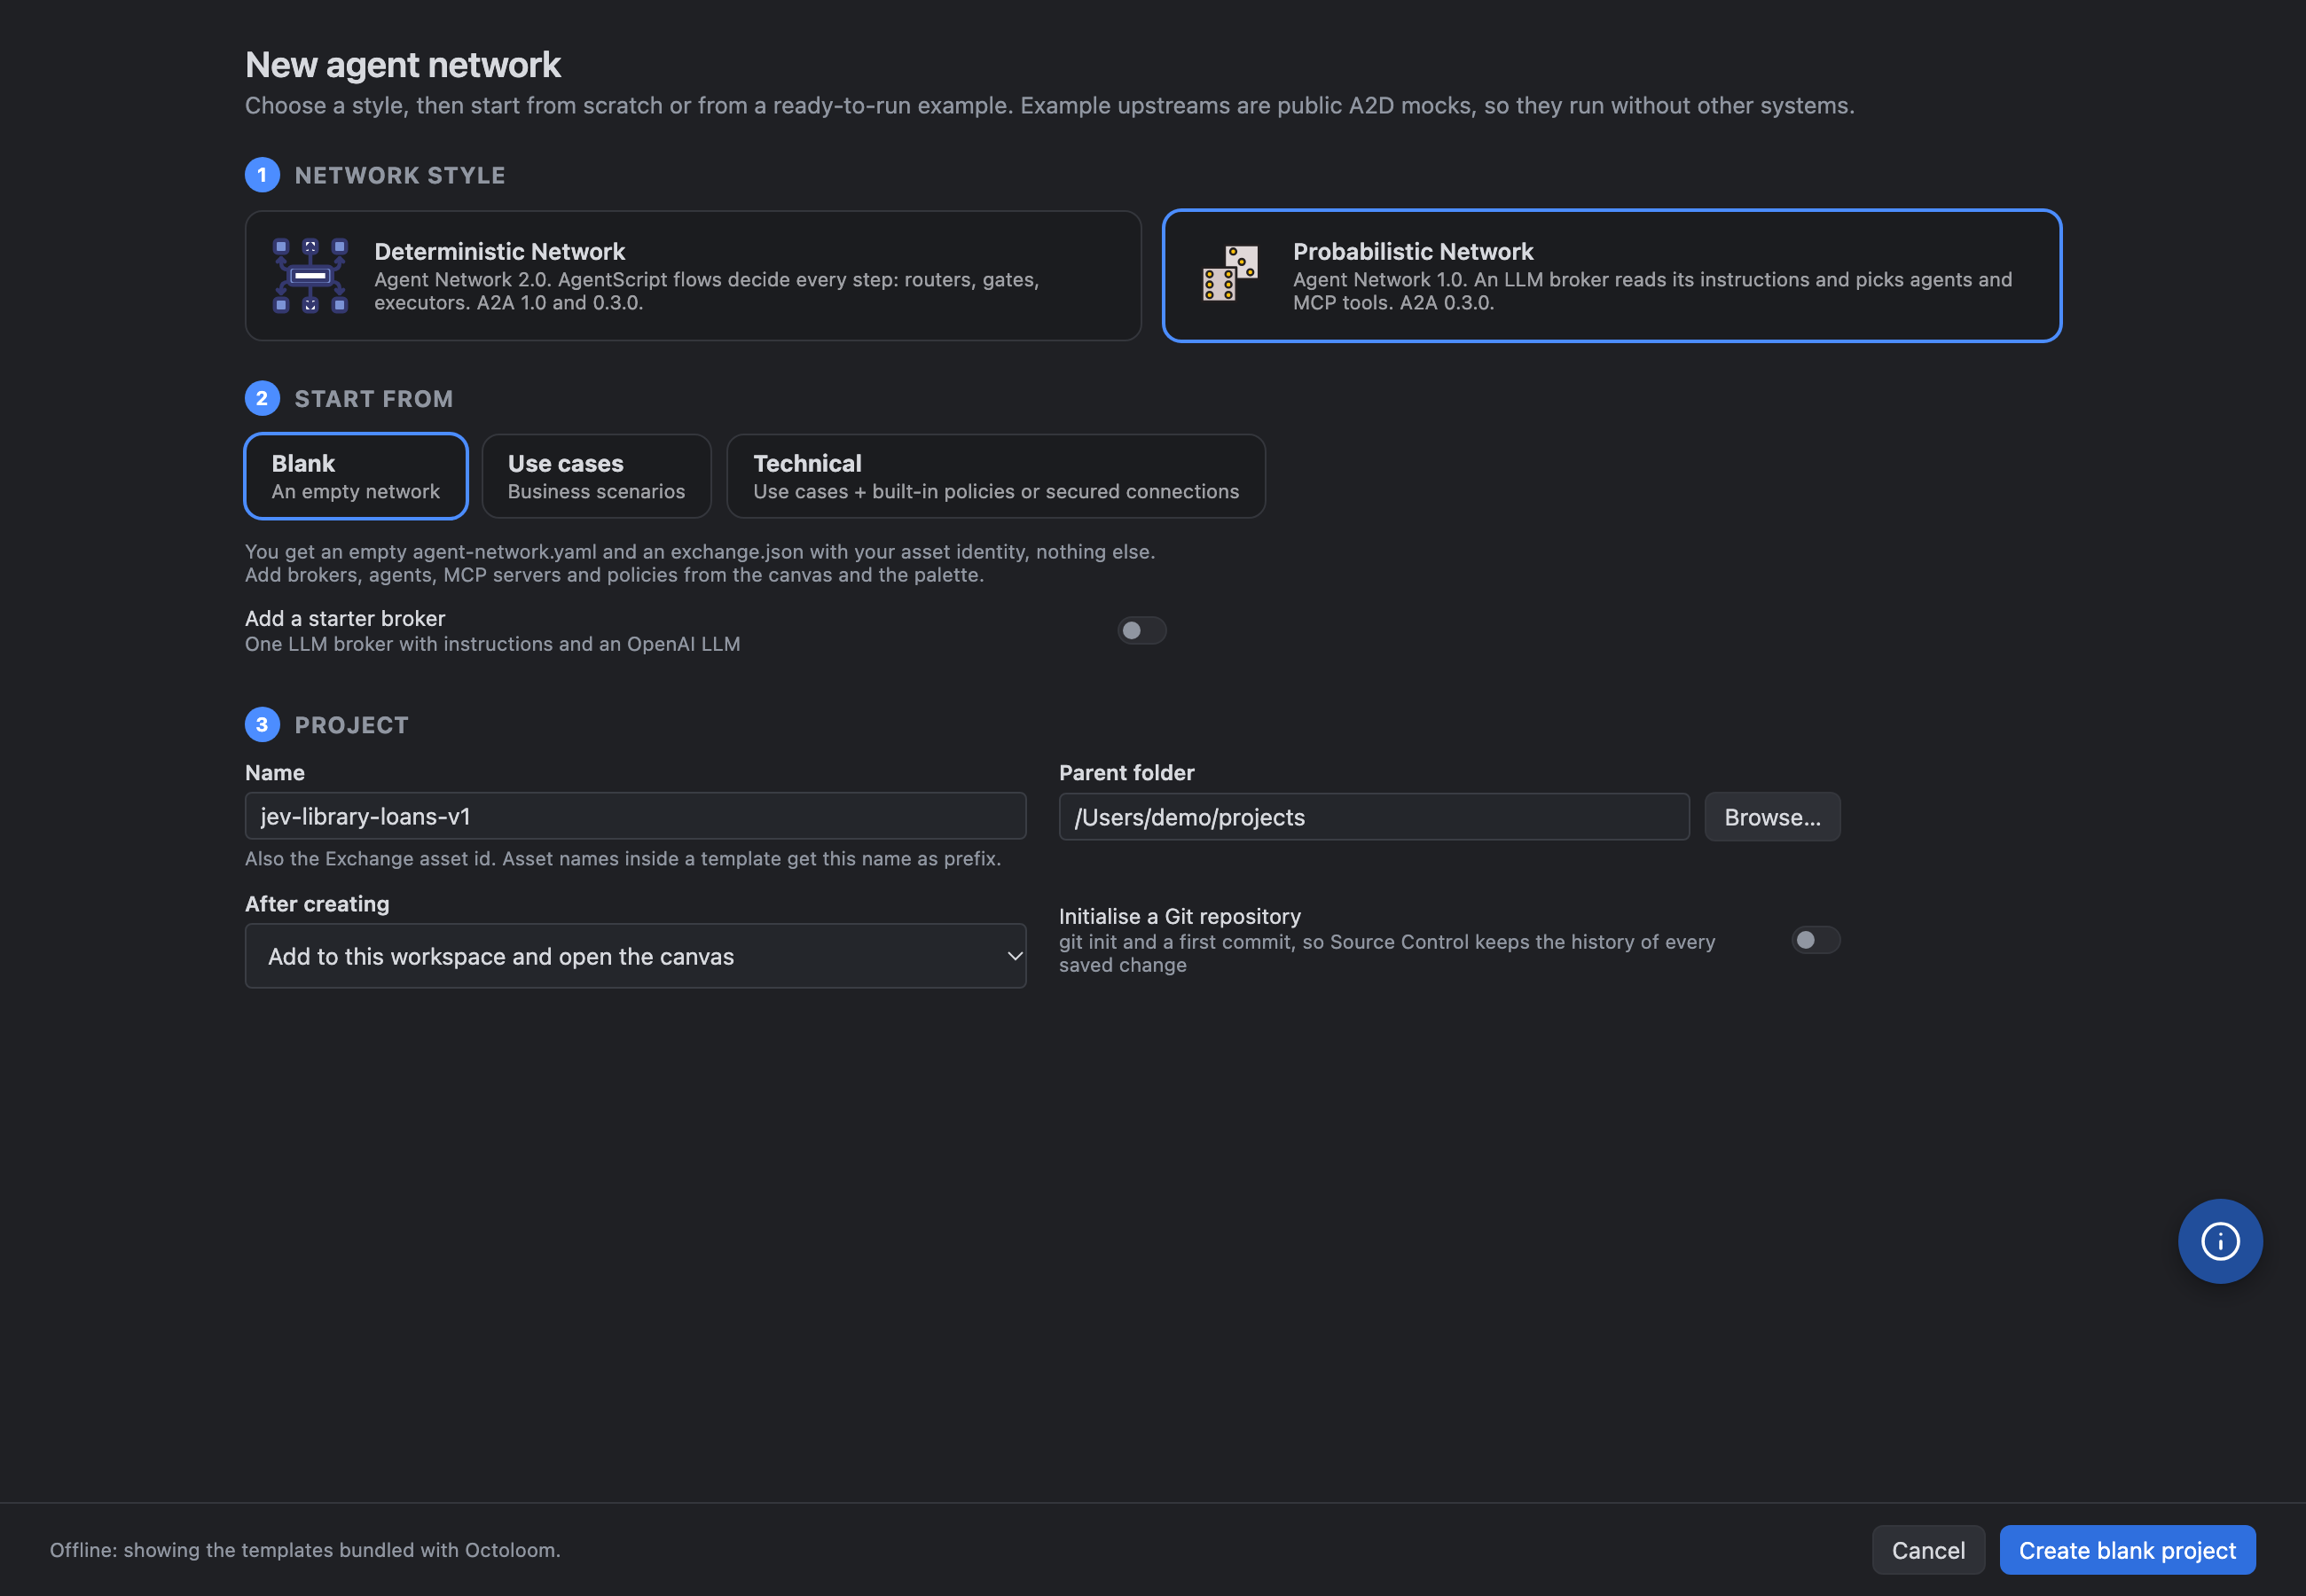 New agent network
Choose a style, then start from scratch or from a ready-to-run example. Example upstreams are public A2D mocks, so they run without other systems.
1 NETWORK STYLE
Deterministic Network
Agent Network 2.0. AgentScript flows decide every step: routers, gates,
executors. A2A 1.0 and 0.3.0.
Probabilistic Network
Agent Network 1.0. An LLM broker reads its instructions and picks agents and
MCP tools. A2A 0.3.0.
2 START FROM
Blank
An empty network
Use cases
Business scenarios
Technical
Use cases + built-in policies or secured connections
You get an empty agent-network.yaml and an exchange.json with your asset identity, nothing else.
Add brokers, agents, MCP servers and policies from the canvas and the palette.
Add a starter broker
One LLM broker with instructions and an OpenAI LLM
3 PROJECT
Name
jev-library-loans-v1
Also the Exchange asset id. Asset names inside a template get this name as prefix.
Parent folder
/Users/demo/projects
Browse...
After creating
Add to this workspace and open the canvas
Initialise a Git repository
git init and a first commit, so Source Control keeps the history of every
saved change
Offline: showing the templates bundled with Octoloom.
Cancel
Create blank project